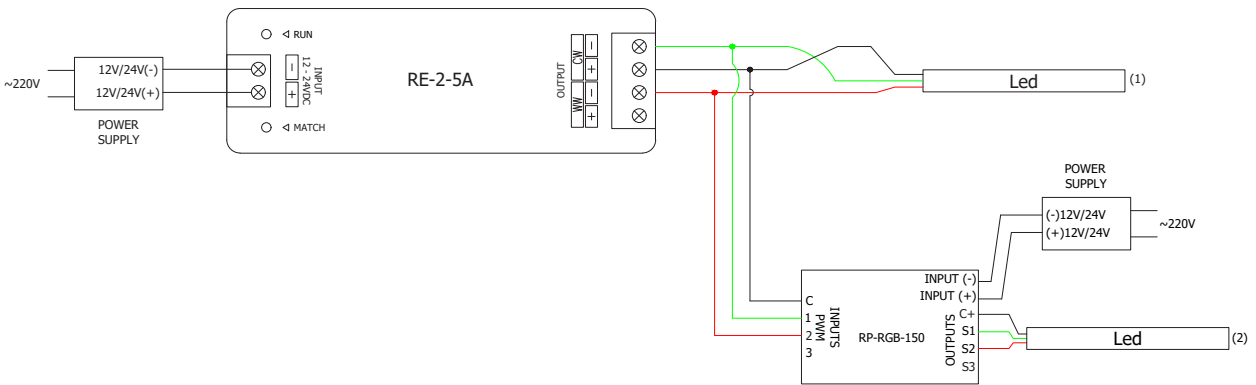 ~220V
12V/24V(-)
12V/24V(+)
POWER
SUPPLY
RUN
INPUT
12 - 24VDC
−
+
MATCH
RE-2-5A
OUTPUT
CW
−
+
WW
−
+
Led
(1)
POWER
SUPPLY
(-)12V/24V
(+)12V/24V
~220V
INPUT (-)
INPUT (+)
C
1
2
3
INPUTS
PWM
RP-RGB-150
OUTPUTS
C+
S1
S2
S3
Led
(2)